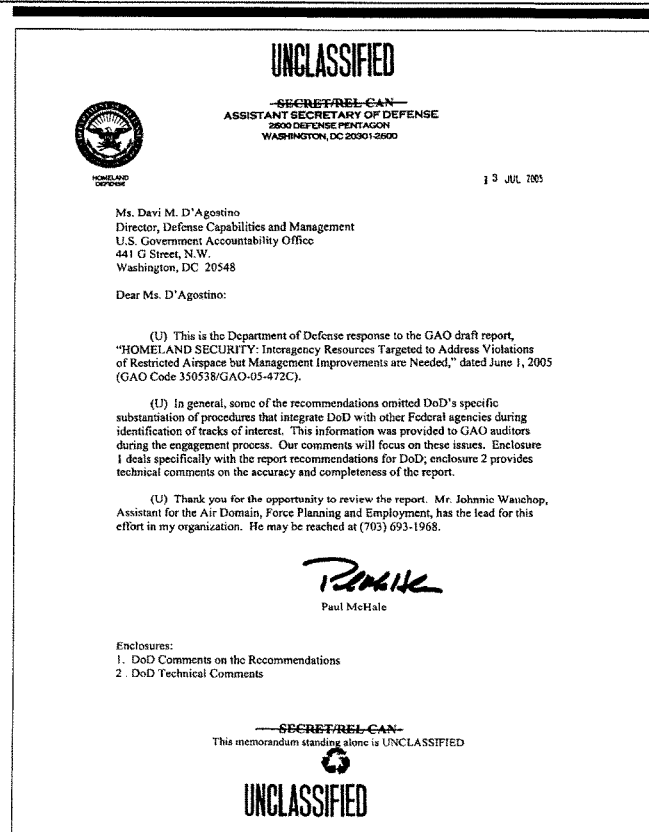 UNCLASSIFIED
SECRET/REL CAN
ASSISTANT SECRETARY OF DEFENSE
2600 DEFENSE PENTAGON
WASHINGTON, DC 20301-2600
HOMELAND
DEFENSE
13 JUL 2005
Ms. Davi M. D'Agostino
Director, Defense Capabilities and Management
U.S. Government Accountability Office
441 G Street, N.W.
Washington, DC 20548
Dear Ms. D'Agostino:
(U) This is the Department of Defense response to the GAO draft report,
"HOMELAND SECURITY: Interagency Resources Targeted to Address Violations
of Restricted Airspace but Management Improvements are Needed," dated June 1, 2005
(GAO Code 350538/GAO-05-472C).
(U) In general, some of the recommendations omitted DoD's specific
substantiation of procedures that integrate DoD with other Federal agencies during
identification of tracks of interest. This information was provided to GAO auditors
during the engagement process. Our comments will focus on these issues. Enclosure
1 deals specifically with the report recommendations for DoD; enclosure 2 provides
technical comments on the accuracy and completeness of the report.
(U) Thank you for the opportunity to review the report. Mr. Johnnie Wauchop,
Assistant for the Air Domain, Force Planning and Employment, has the lead for this
effort in my organization. He may be reached at (703) 693-1968.
Paul McHale
Enclosures:
1. DoD Comments on the Recommendations
2 . DoD Technical Comments
SECRET/REL CAN
This memorandum standing alone is UNCLASSIFIED
UNCLASSIFIED